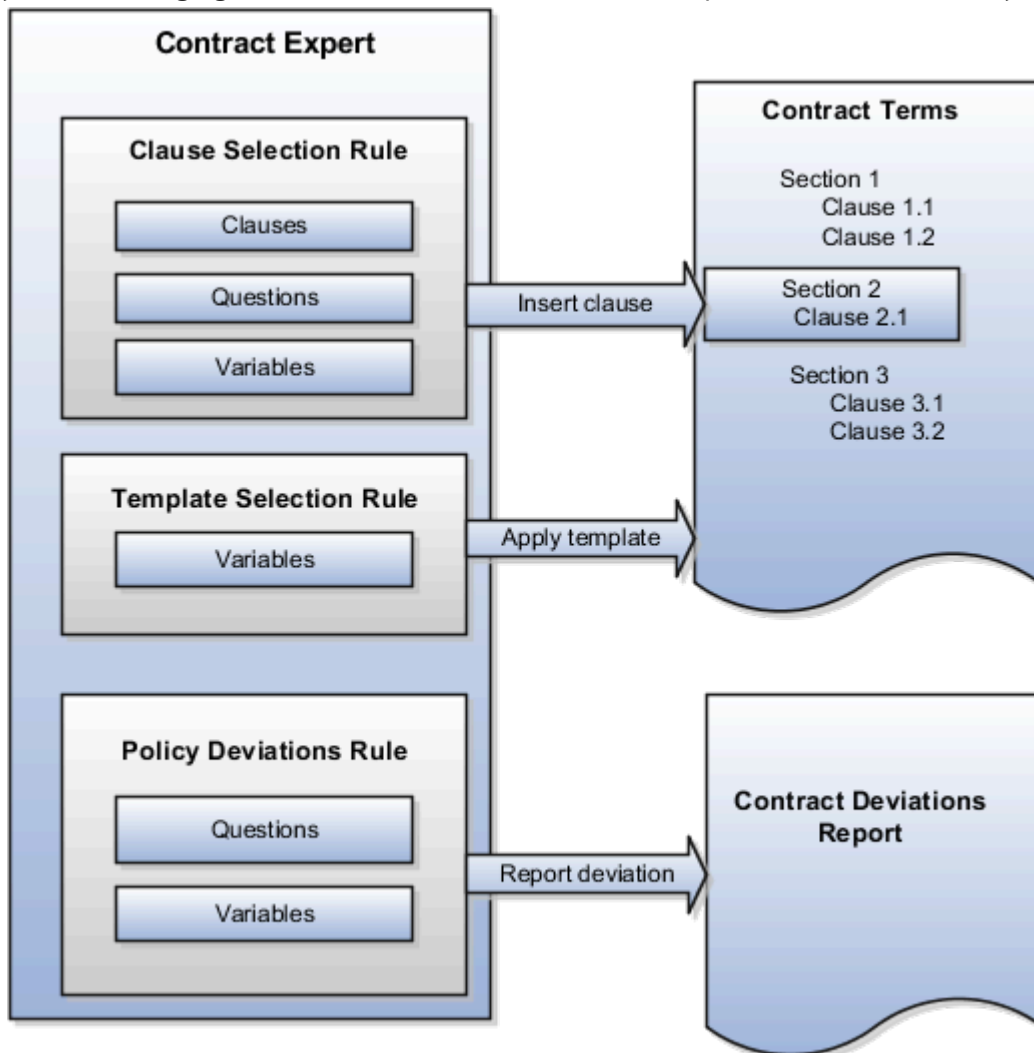 Contract Expert
Clause Selection Rule
Clauses
Questions
Variables
Insert clause
Template Selection Rule
Variables
Apply template
Policy Deviations Rule
Questions
Variables
Report deviation
Contract Terms
Section 1
Clause 1.1
Clause 1.2
Section 2
Clause 2.1
Section 3
Clause 3.1
Clause 3.2
Contract Deviations
Report